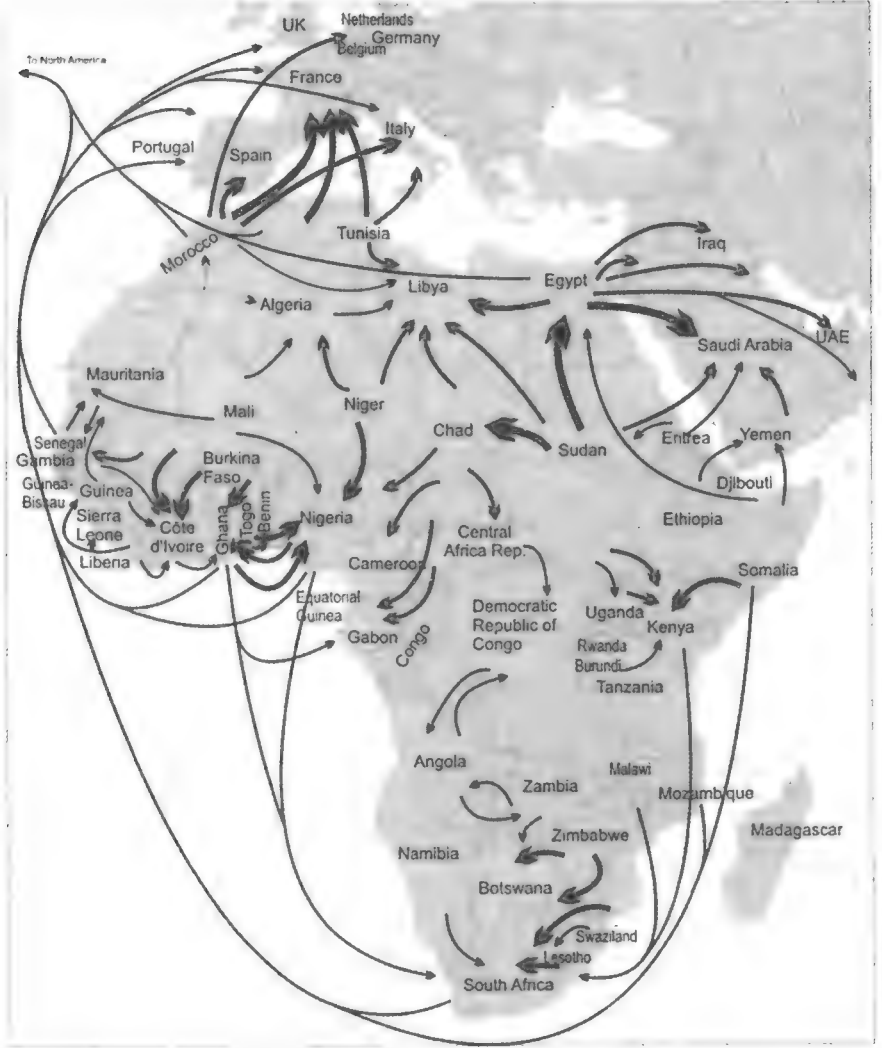 UK
Netherlands
Germany
Belgium
To North America
France
Portugal
Italy
Spain
Tunisia
Morocco
Iraq
Egypt
Libya
Algeria
UAE
Saudi Arabia
Mauritania
Mali
Niger
Chad
Sudan
Eritrea
Yemen
Senegal
Gambia
Burkina
Faso
Djibouti
Guinea-
Bissau
Guinea
Ethiopia
Sierra
Leone
Côte
d'Ivoire
Ghana
Togo
Benin
Nigeria
Central
Africa Rep.
Liberia
Cameroon
Somalia
Equatorial
Guinea
Gabon
Congo
Democratic
Republic of
Congo
Uganda
Kenya
Rwanda
Burundi
Tanzania
Angola
Malawi
Zambia
Mozambique
Madagascar
Zimbabwe
Namibia
Botswana
Swaziland
Lesotho
South Africa